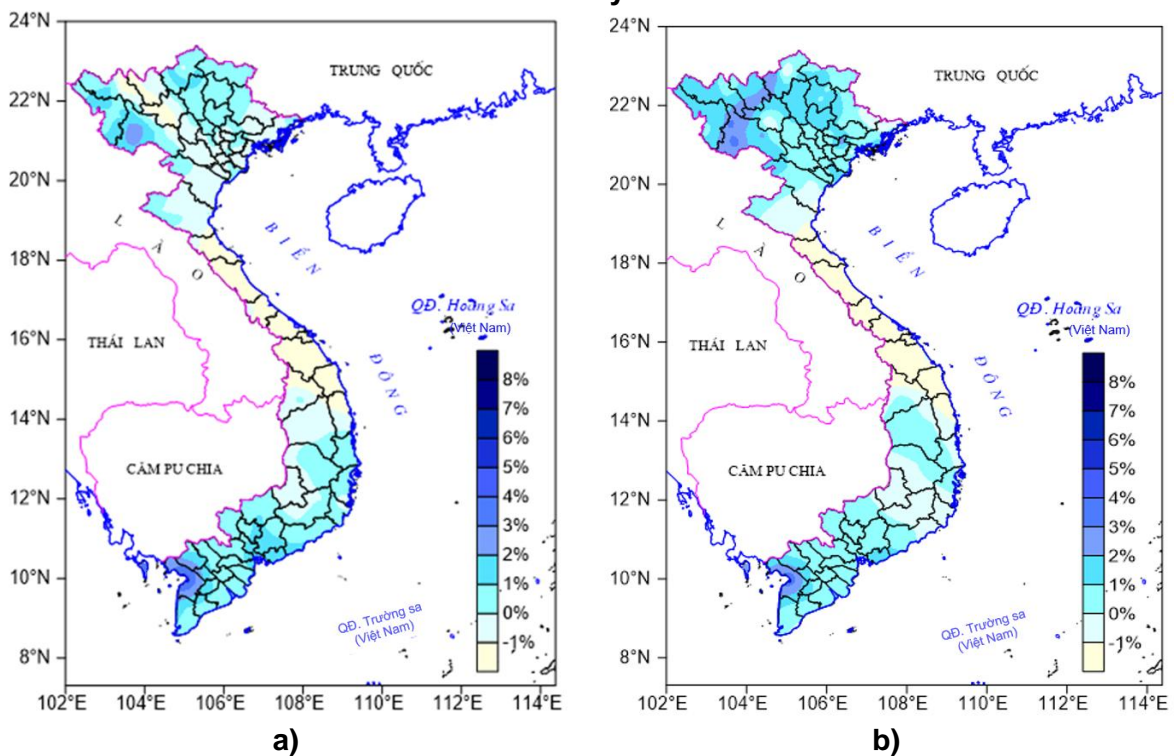 y
24°N
22°N
20°N
18°N
16°N
14°N
12°N
10°N
8°N
102°E 104°E 106°E 108°E 110°E 112°E 114°E
TRUNG QUỐC
L À O
BIỂN
ĐÔNG
THÁI LAN
CĂM PU CHIA
QĐ. Hoàng Sa
(Việt Nam)
QĐ. Trường sa
(Việt Nam)
8%
7%
6%
5%
4%
3%
2%
1%
0%
-1%
a)
24°N
22°N
20°N
18°N
16°N
14°N
12°N
10°N
8°N
102°E 104°E 106°E 108°E 110°E 112°E 114°E
TRUNG QUỐC
L À O
BIỂN
ĐÔNG
THÁI LAN
CĂM PU CHIA
QĐ. Hoàng Sa
(Việt Nam)
QĐ. Trường sa
(Việt Nam)
8%
7%
6%
5%
4%
3%
2%
1%
0%
-1%
b)